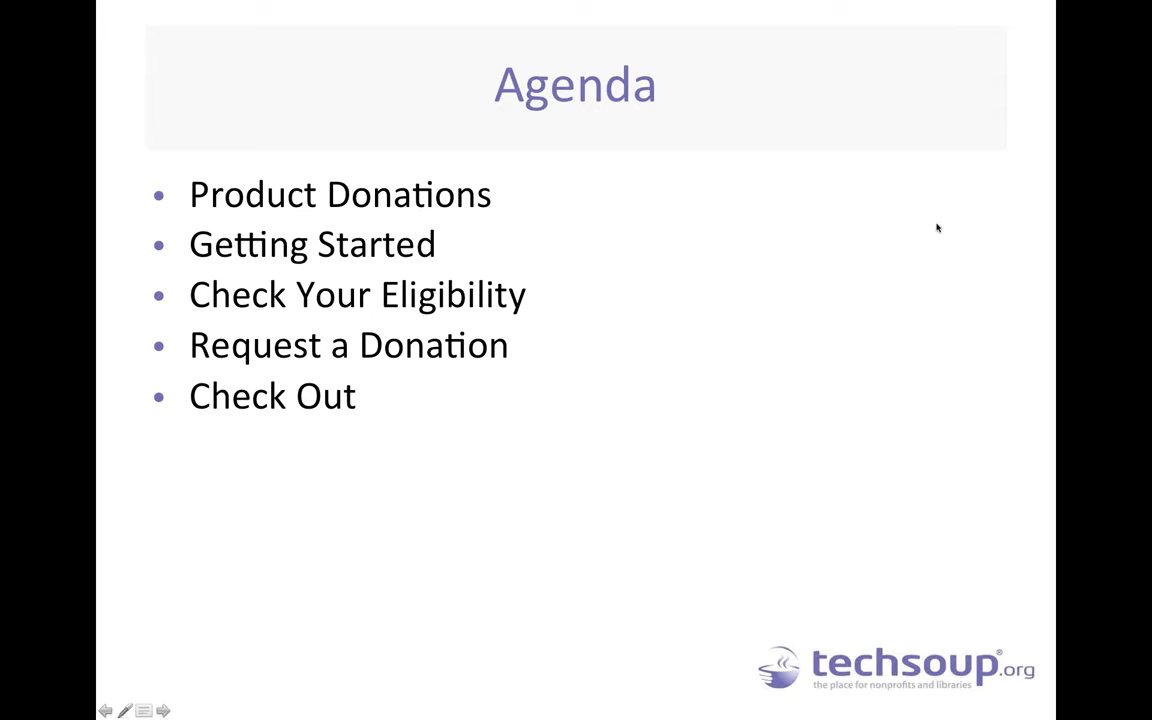 Agenda
• Product Donations
• Getting Started
• Check Your Eligibility
• Request a Donation
• Check Out
techsoup®.org
the place for nonprofits and libraries